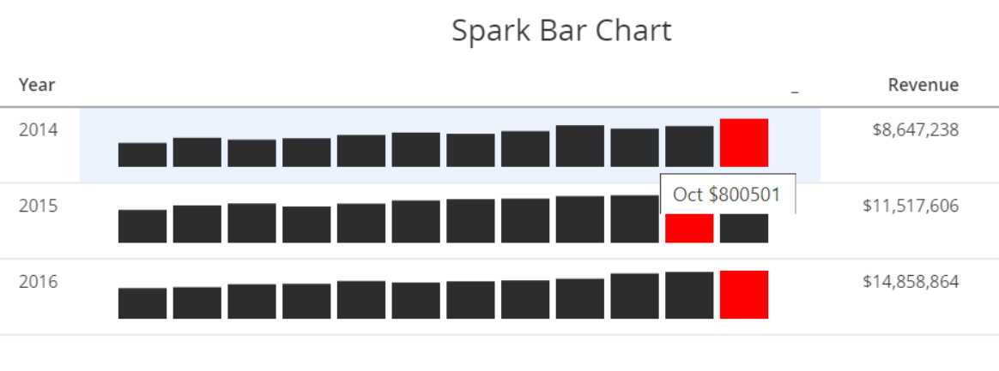 Spark Bar Chart
Year _ Revenue
2014 $8,647,238
Oct $800501
2015 $11,517,606
2016 $14,858,864